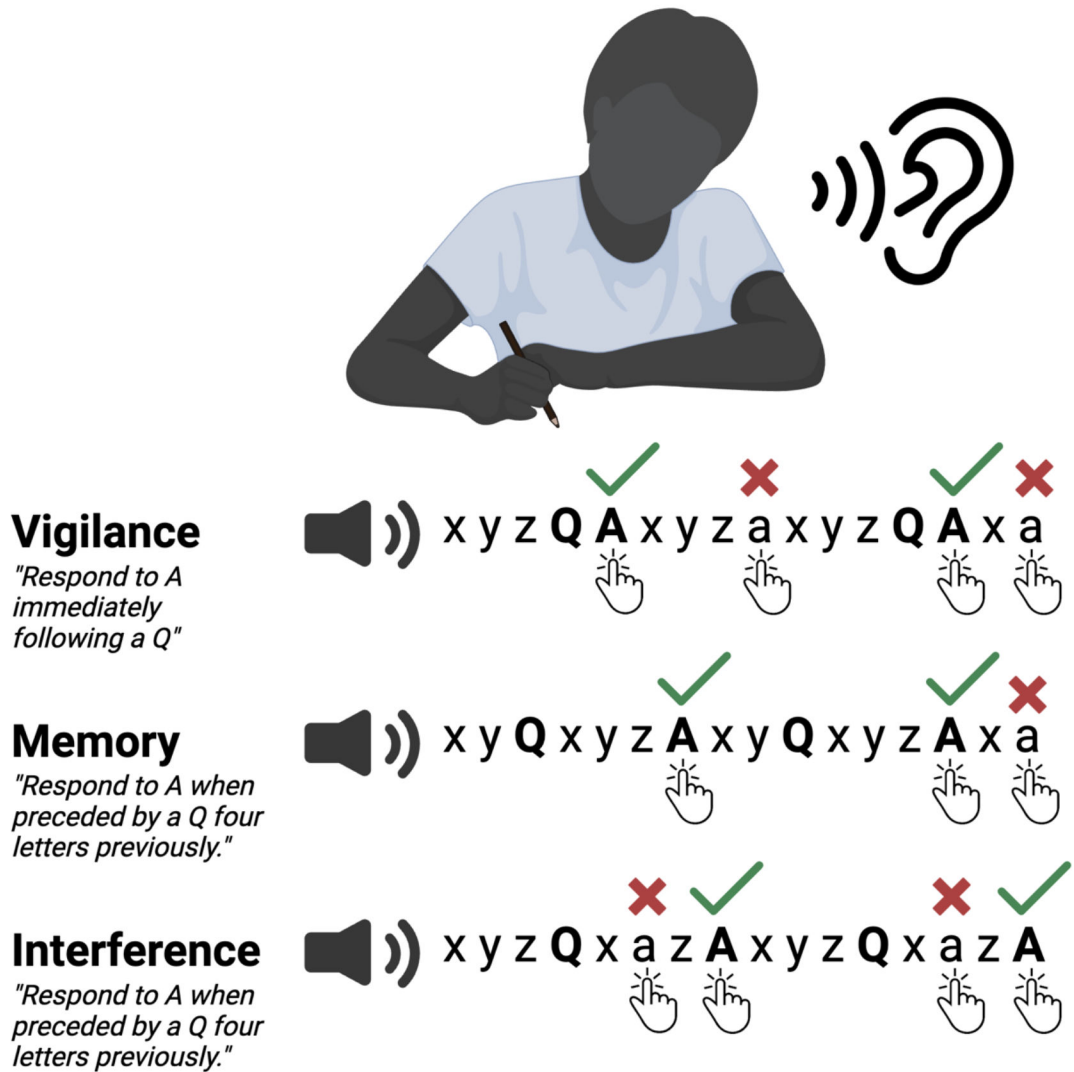 Vigilance
"Respond to A
immediately
following a Q"
x y z Q A x y z a x y z Q A x a
Memory
"Respond to A when
preceded by a Q four
letters previously."
x y Q x y z A x y Q x y z A x a
Interference
"Respond to A when
preceded by a Q four
letters previously."
x y z Q x a z A x y z Q x a z A